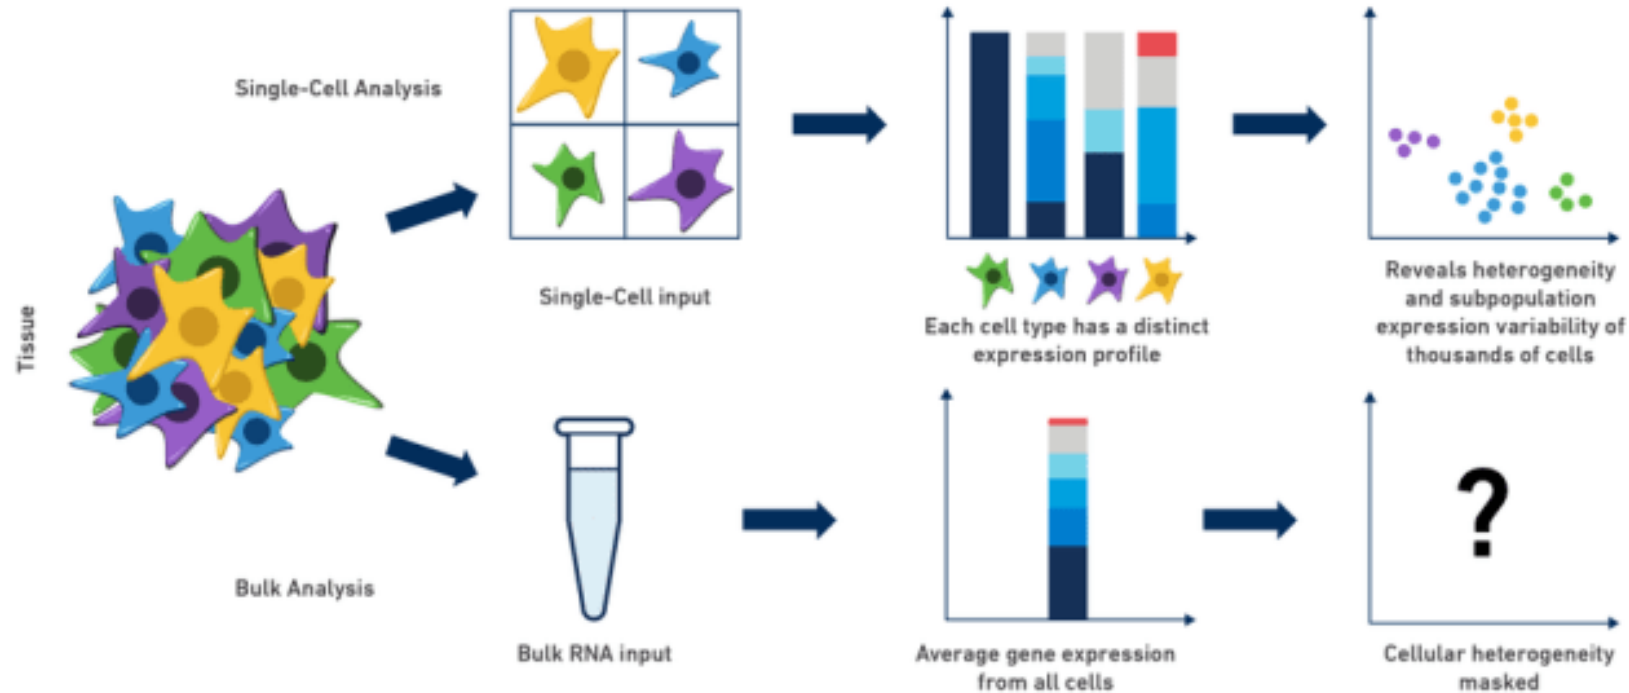 Tissue
Single-Cell Analysis
Single-Cell input
Each cell type has a distinct
expression profile
Reveals heterogeneity
and subpopulation
expression variability of
thousands of cells
Bulk Analysis
Bulk RNA input
Average gene expression
from all cells
?
Cellular heterogeneity
masked